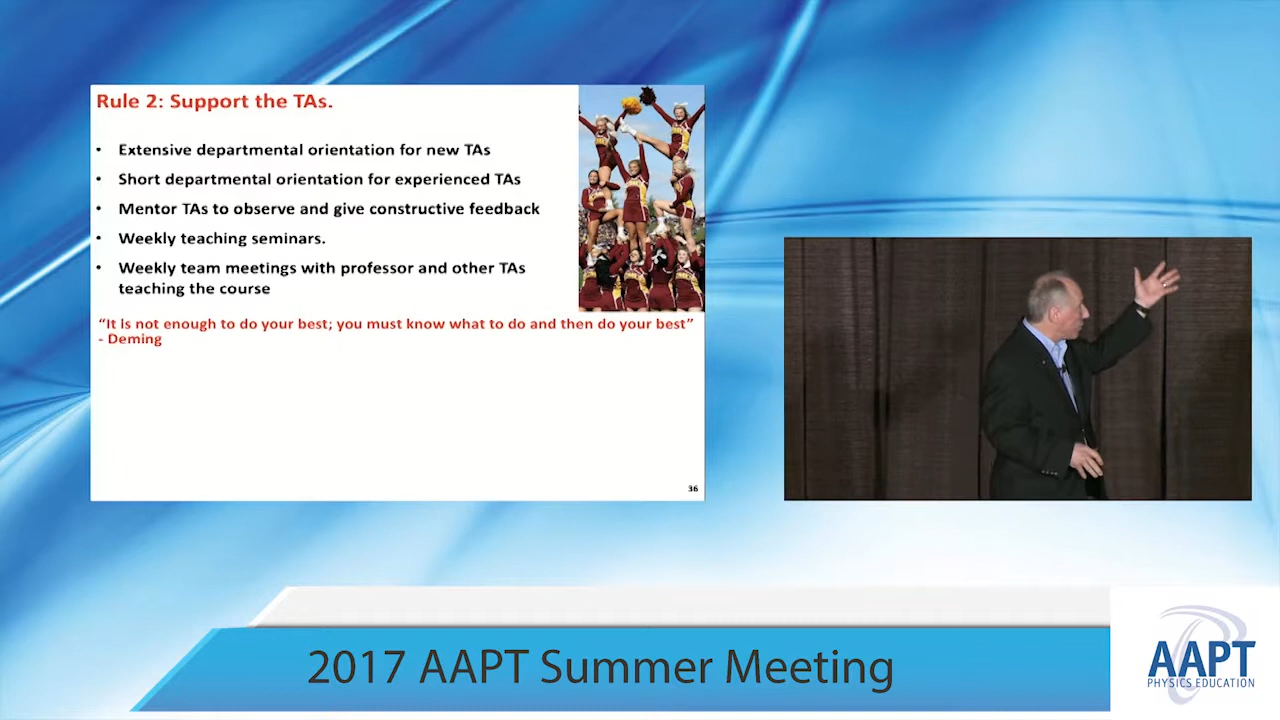 Rule 2: Support the TAs.
• Extensive departmental orientation for new TAs
• Short departmental orientation for experienced TAs
• Mentor TAs to observe and give constructive feedback
• Weekly teaching seminars.
• Weekly team meetings with professor and other TAs
teaching the course
“It is not enough to do your best; you must know what to do and then do your best”
- Deming
36
2017 AAPT Summer Meeting
AAPT
PHYSICS EDUCATION